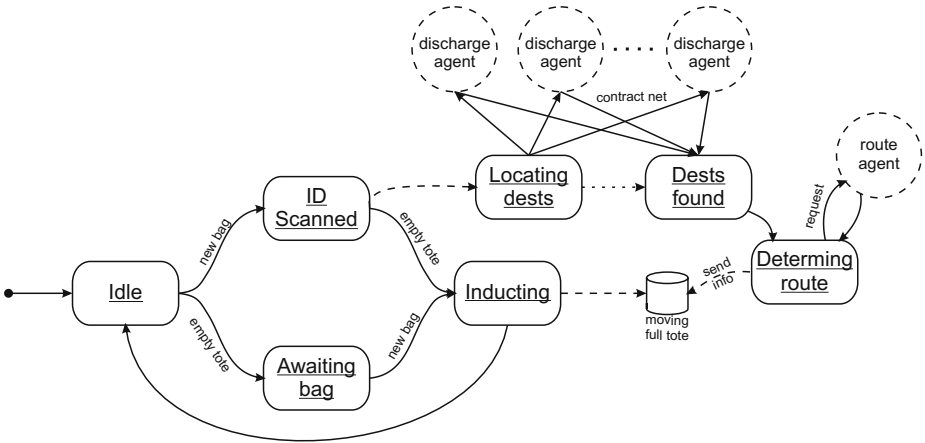 discharge
agent
discharge
agent
discharge
agent
contract net
route
agent
ID
Scanned
Locating
dests
Dests
found
request
new bag
empty tote
Determing
route
send
info
Idle
Inducting
moving
full tote
empty tote
new bag
Awaiting
bag